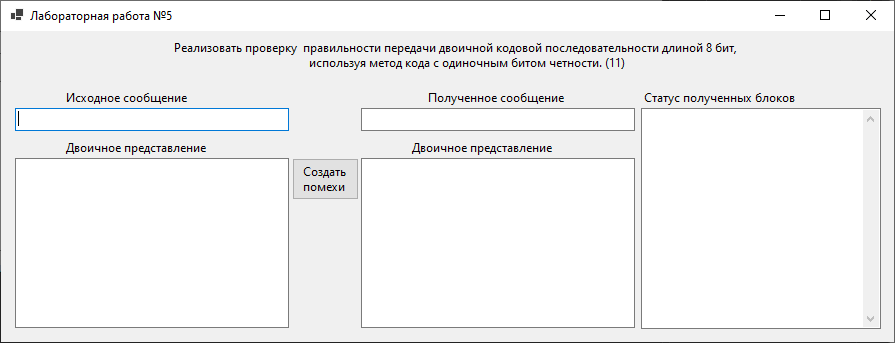 Лабораторная работа №5
Реализовать проверку  правильности передачи двоичной кодовой последовательности длиной 8 бит,
используя метод кода с одиночным битом четности. (11)
Исходное сообщение
Полученное сообщение
Статус полученных блоков
Двоичное представление
Двоичное представление
Создать
помехи